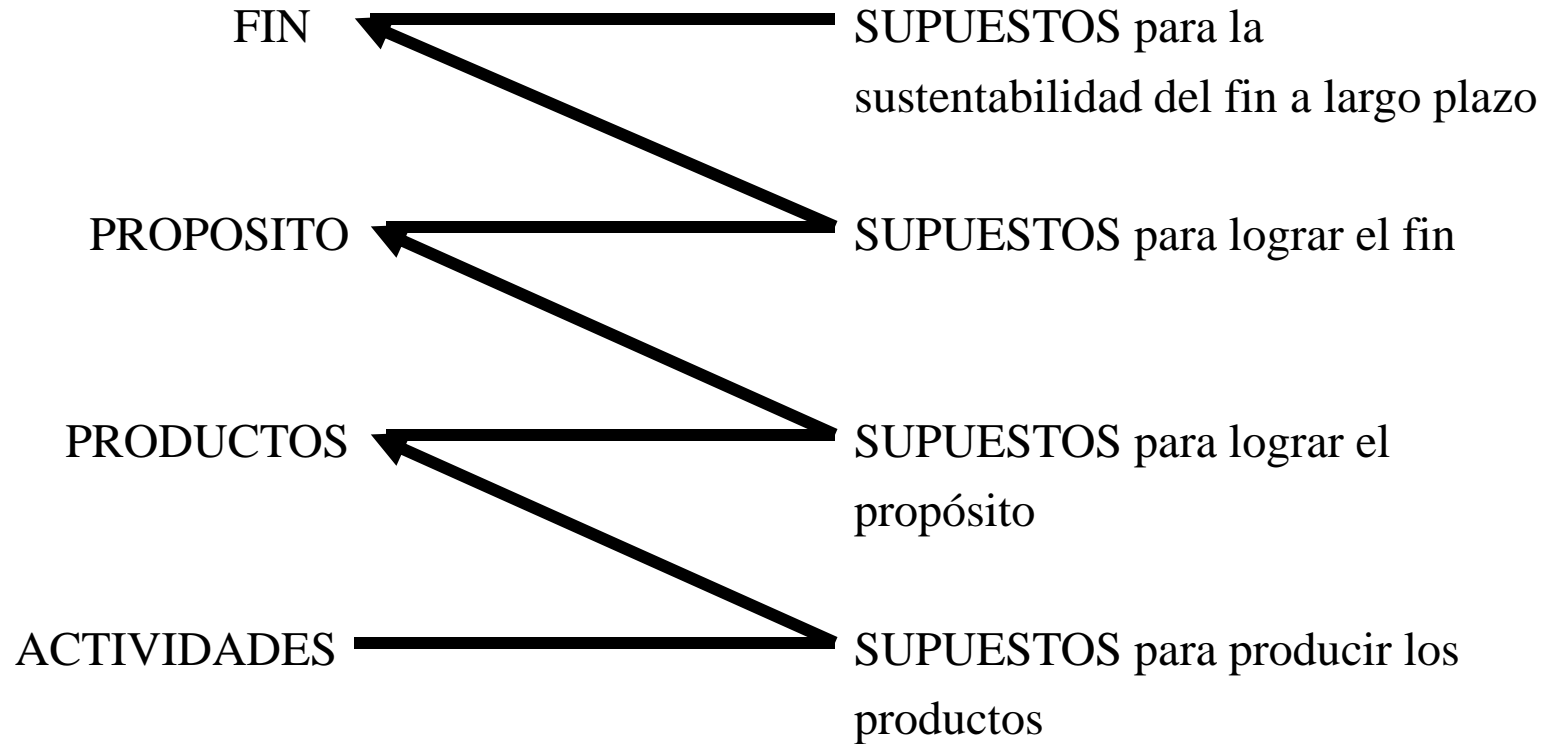 FIN SUPUESTOS para la
sustentabilidad del fin a largo plazo
PROPOSITO SUPUESTOS para lograr el fin
PRODUCTOS SUPUESTOS para lograr el
propósito
ACTIVIDADES SUPUESTOS para producir los
productos